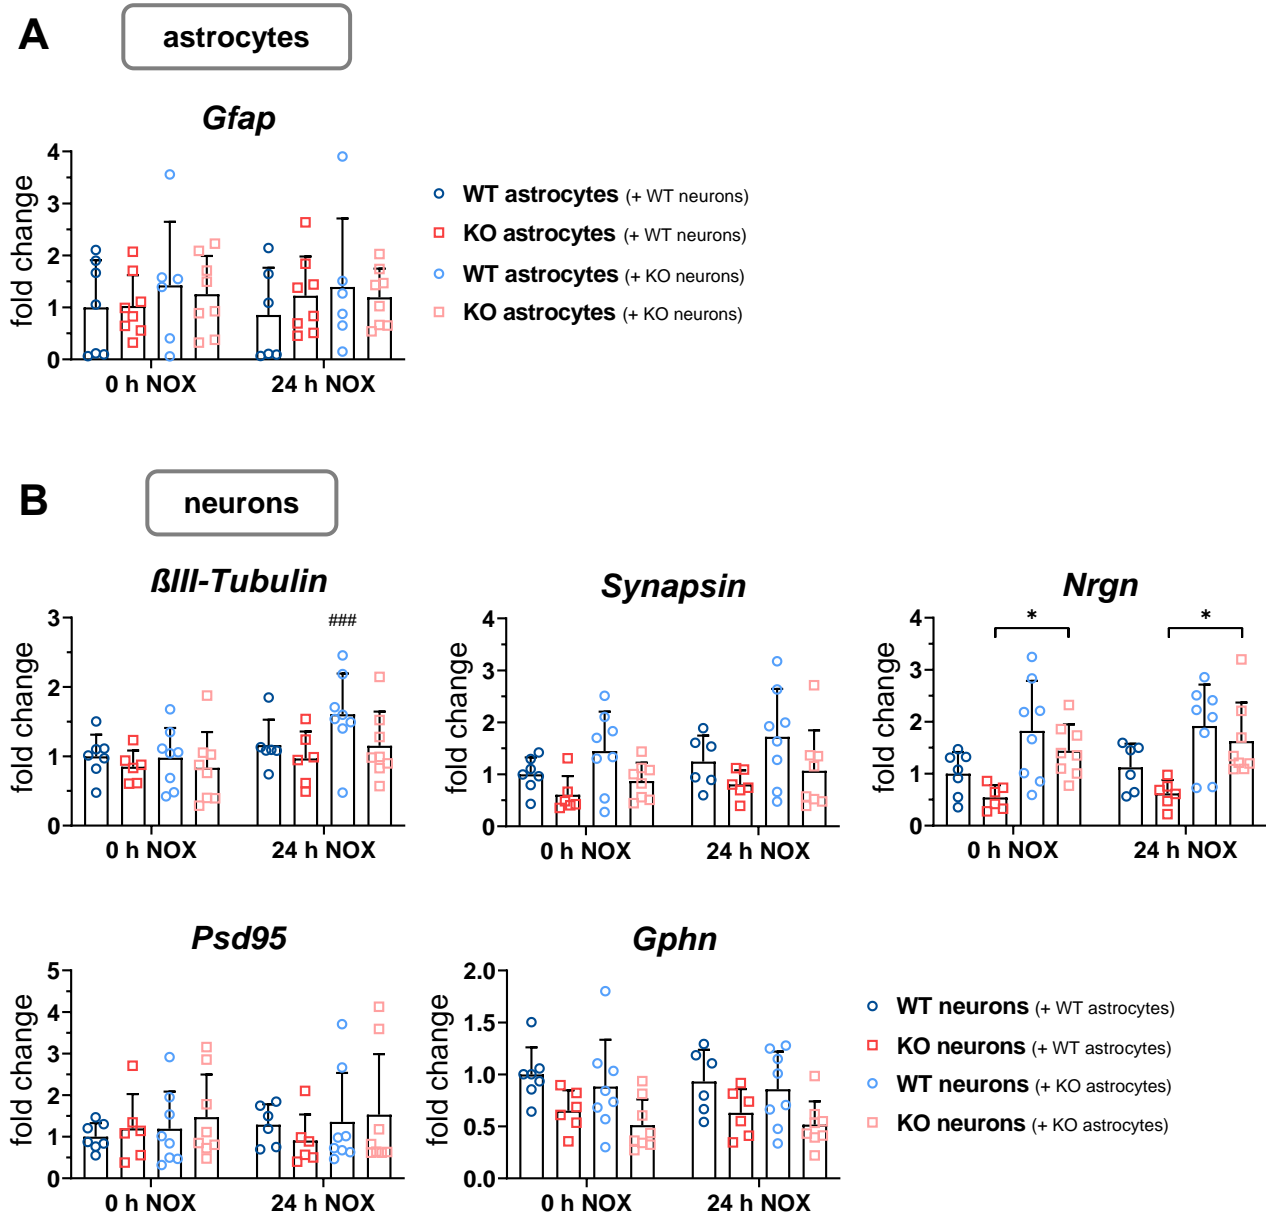 A
astrocytes
Gfap
fold change
4
3
2
1
0
0 h NOX
24 h NOX
WT astrocytes (+ WT neurons)
KO astrocytes (+ WT neurons)
WT astrocytes (+ KO neurons)
KO astrocytes (+ KO neurons)
B
neurons
ßIII-Tubulin
fold change
3
2
1
0
###
0 h NOX
24 h NOX
Synapsin
fold change
4
3
2
1
0
0 h NOX
24 h NOX
Nrgn
fold change
4
3
2
1
0
*
*
0 h NOX
24 h NOX
Psd95
fold change
5
4
3
2
1
0
0 h NOX
24 h NOX
Gphn
fold change
2.0
1.5
1.0
0.5
0.0
0 h NOX
24 h NOX
WT neurons (+ WT astrocytes)
KO neurons (+ WT astrocytes)
WT neurons (+ KO astrocytes)
KO neurons (+ KO astrocytes)